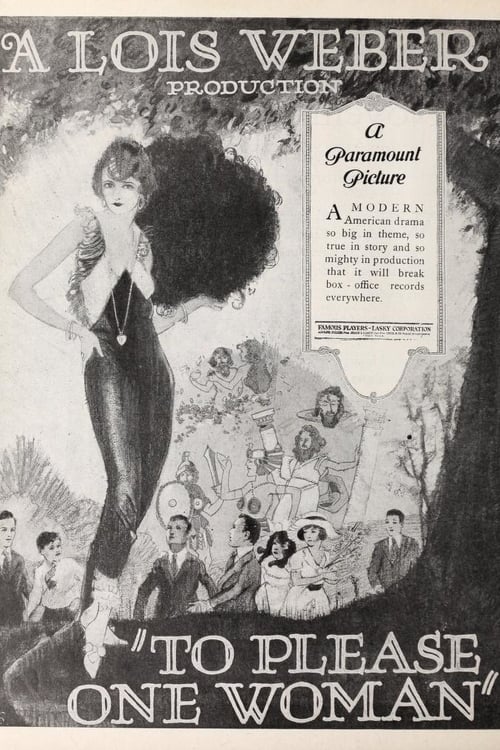 A LOIS WEBER
PRODUCTION
A
Paramount
Picture
A MODERN
American drama
so big in theme, so
true in story and so
mighty in production
that it will break
box-office records
everywhere.
FAMOUS PLAYERS-LASKY CORPORATION
"TO PLEASE
ONE WOMAN"